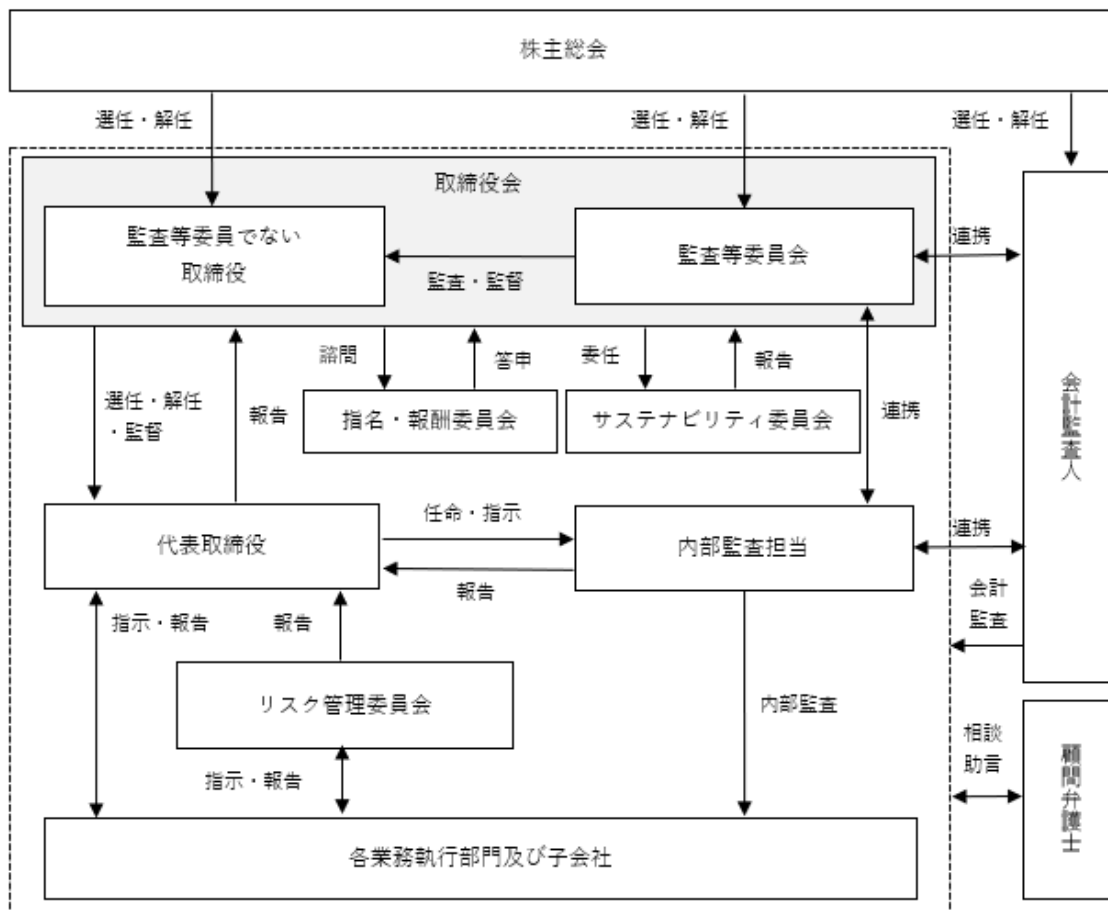 株主総会
選任・解任
選任・解任
選任・解任
取締役会
監査等委員でない
取締役
監査等委員会
監査・監督
連携
諮問
答申
委任
報告
選任・解任
・監督
報告
指名・報酬委員会
サステナビリティ委員会
連携
会計監査人
代表取締役
任命・指示
報告
内部監査担当
連携
会計
監査
指示・報告
報告
リスク管理委員会
内部監査
指示・報告
相談
助言
顧問弁護士
各業務執行部門及び子会社